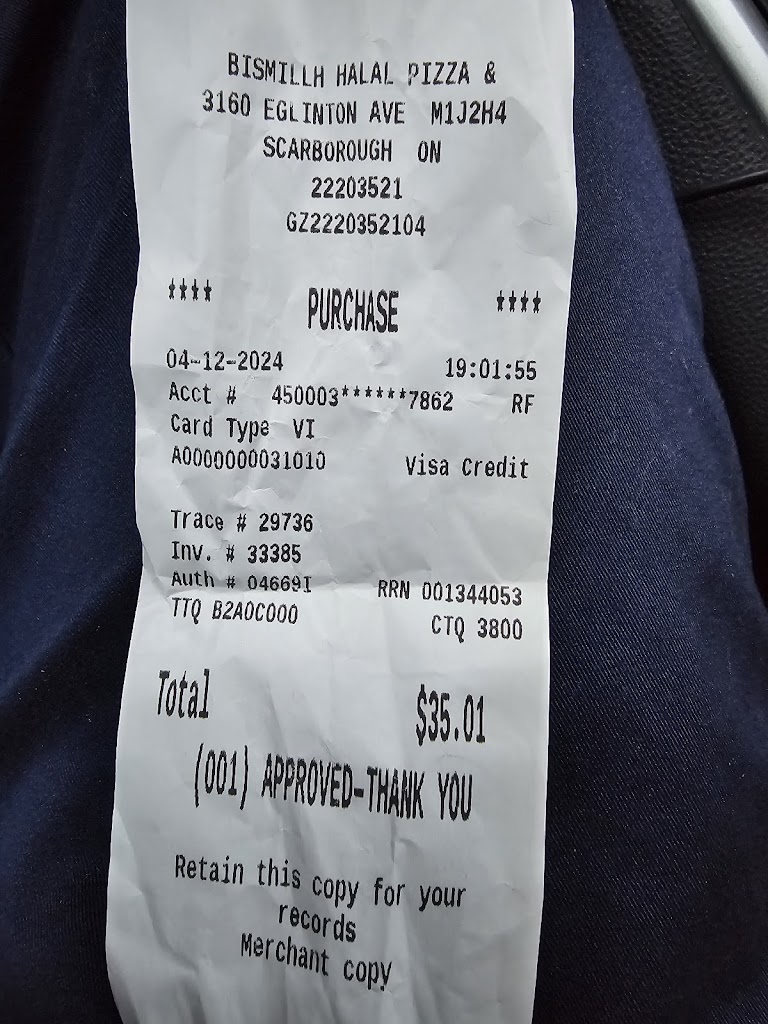 BISMILLH HALAL PIZZA &
3160 EGLINTON AVE M1J2H4
SCARBOROUGH ON
22203521
GZ2220352104
**** PURCHASE ****
04-12-2024 19:01:55
Acct # 450003******7862 RF
Card Type VI
A0000000031010 Visa Credit
Trace # 29736
Inv. # 33385
Auth # 04669I RRN 001344053
TTQ B2A0C000 CTQ 3800
Total $35.01
(001) APPROVED-THANK YOU
Retain this copy for your
records
Merchant copy